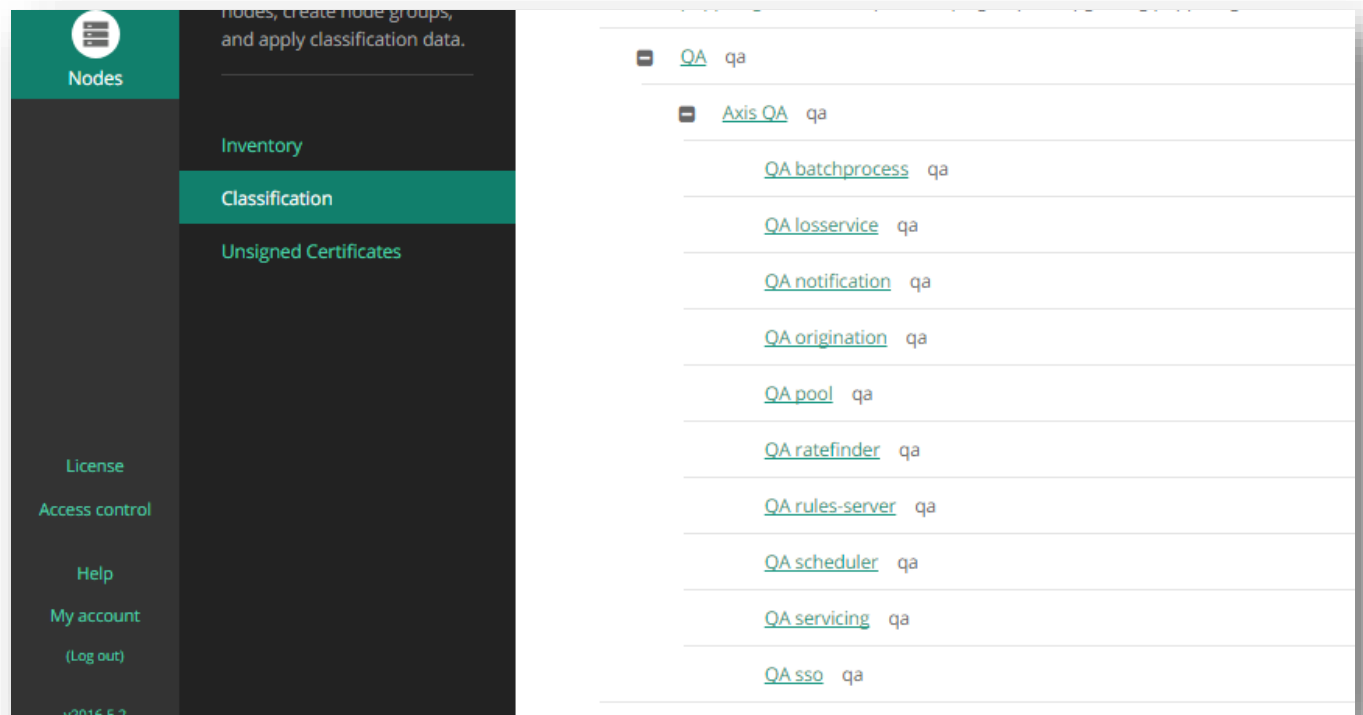 Nodes
nodes, create node groups,
and apply classification data.
Inventory
Classification
Unsigned Certificates
License
Access control
Help
My account
(Log out)
v2016.5.2
QA qa
Axis QA qa
QA batchprocess qa
QA losservice qa
QA notification qa
QA origination qa
QA pool qa
QA ratefinder qa
QA rules-server qa
QA scheduler qa
QA servicing qa
QA sso qa